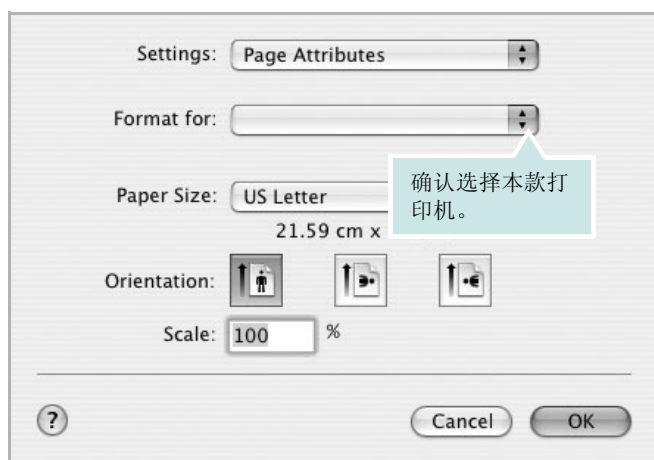 Settings: Page Attributes
Format for:
确认选择本款打
印机。
Paper Size: US Letter
21.59 cm x
Orientation:
Scale: 100 %
? Cancel OK